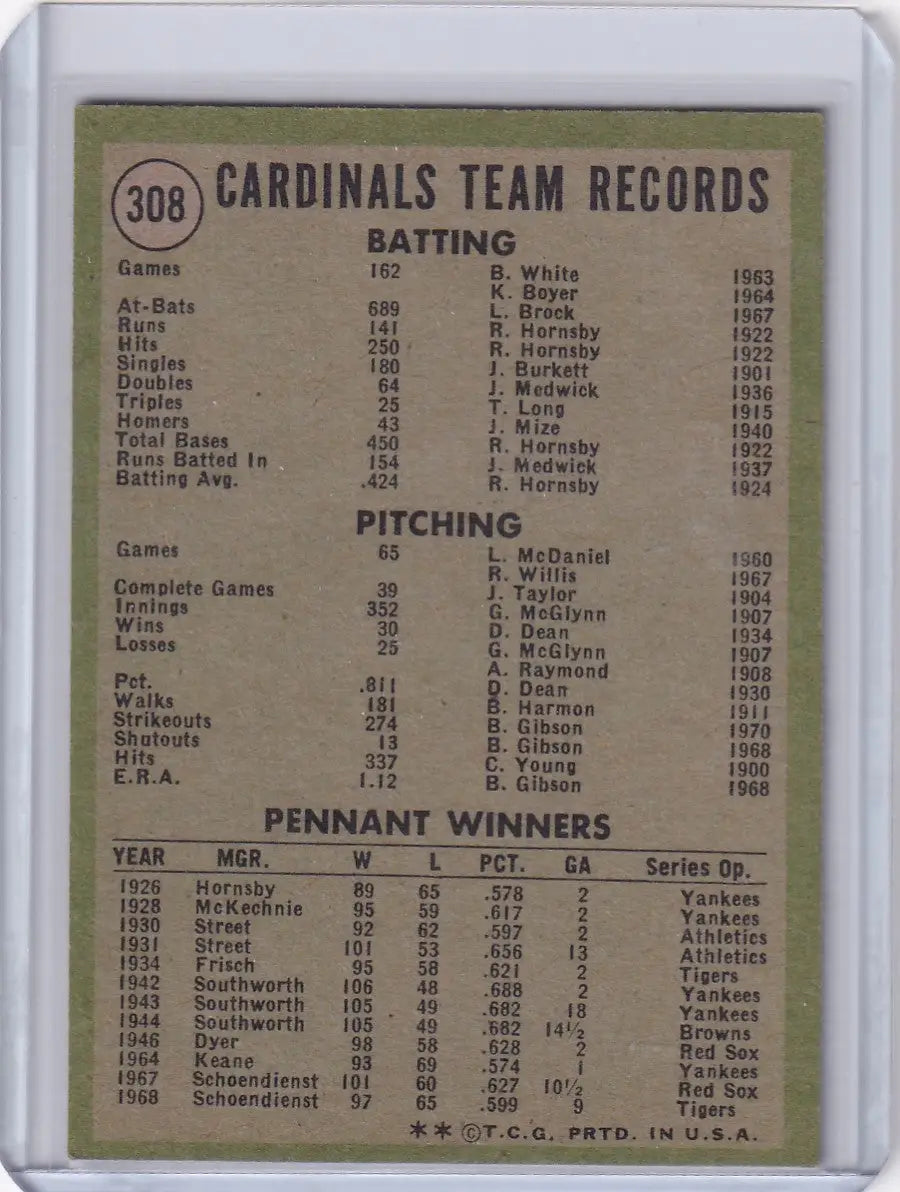 308 CARDINALS TEAM RECORDS
BATTING
Games 162 B. White 1963
K. Boyer 1964
At-Bats 689 L. Brock 1967
Runs 141 R. Hornsby 1922
Hits 250 R. Hornsby 1922
Singles 180 J. Burkett 1901
Doubles 64 J. Medwick 1936
Triples 25 T. Long 1915
Homers 43 J. Mize 1940
Total Bases 450 R. Hornsby 1922
Runs Batted In 154 J. Medwick 1937
Batting Avg. .424 R. Hornsby 1924
PITCHING
Games 65 L. McDaniel 1960
R. Willis 1967
Complete Games 39 J. Taylor 1904
Innings 352 G. McGlynn 1907
Wins 30 D. Dean 1934
Losses 25 G. McGlynn 1907
A. Raymond 1908
Pct. .811 D. Dean 1930
Walks 181 B. Harmon 1911
Strikeouts 274 B. Gibson 1970
Shutouts 13 B. Gibson 1968
Hits 337 C. Young 1900
E.R.A. 1.12 B. Gibson 1968
PENNANT WINNERS
YEAR MGR. W L PCT. GA Series Op.
1926 Hornsby 89 65 .578 2 Yankees
1928 McKechnie 95 59 .617 2 Yankees
1930 Street 92 62 .597 2 Athletics
1931 Street 101 53 .656 13 Athletics
1934 Frisch 95 58 .621 2 Tigers
1942 Southworth 106 48 .688 2 Yankees
1943 Southworth 105 49 .682 18 Yankees
1944 Southworth 105 49 .682 14½ Browns
1946 Dyer 98 58 .628 2 Red Sox
1964 Keane 93 69 .574 1 Yankees
1967 Schoendienst 101 60 .627 10½ Red Sox
1968 Schoendienst 97 65 .599 9 Tigers
** ©T.C.G. PRTD. IN U.S.A.